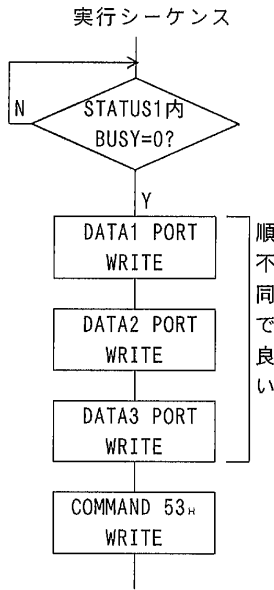 実行シーケンス
STATUS1内
BUSY=0?
N
Y
DATA1 PORT
WRITE
DATA2 PORT
WRITE
DATA3 PORT
WRITE
順不同で良い
COMMAND 53H
WRITE